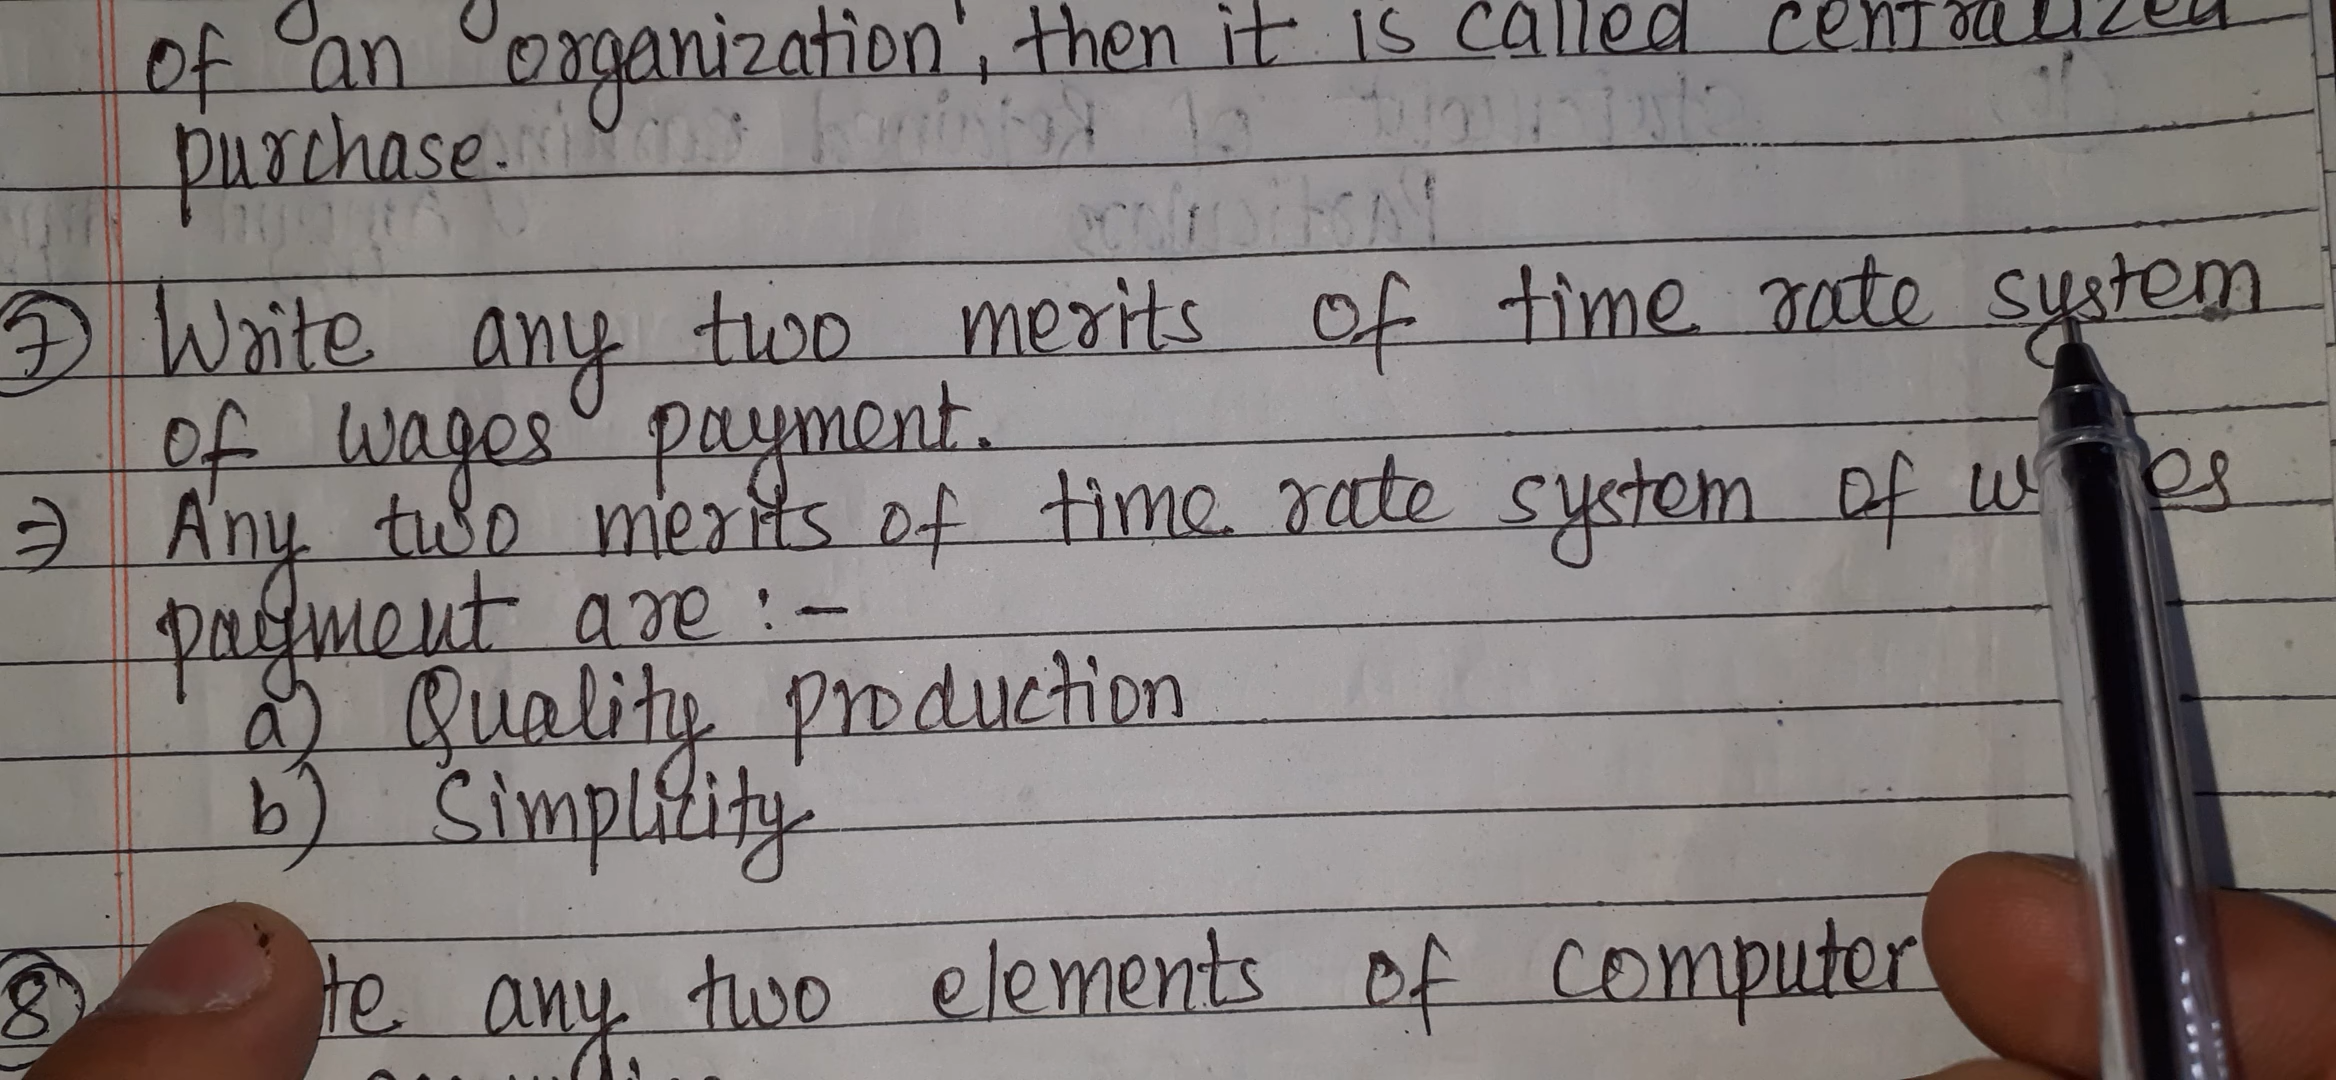 of an organization', then it is called centralized
purchase.
7 Write any two merits of time rate system
of wages payment.
⇒ Any two merits of time rate system of w es
payment are :-
a) Quality production
b) Simplicity
8 te any two elements of computer